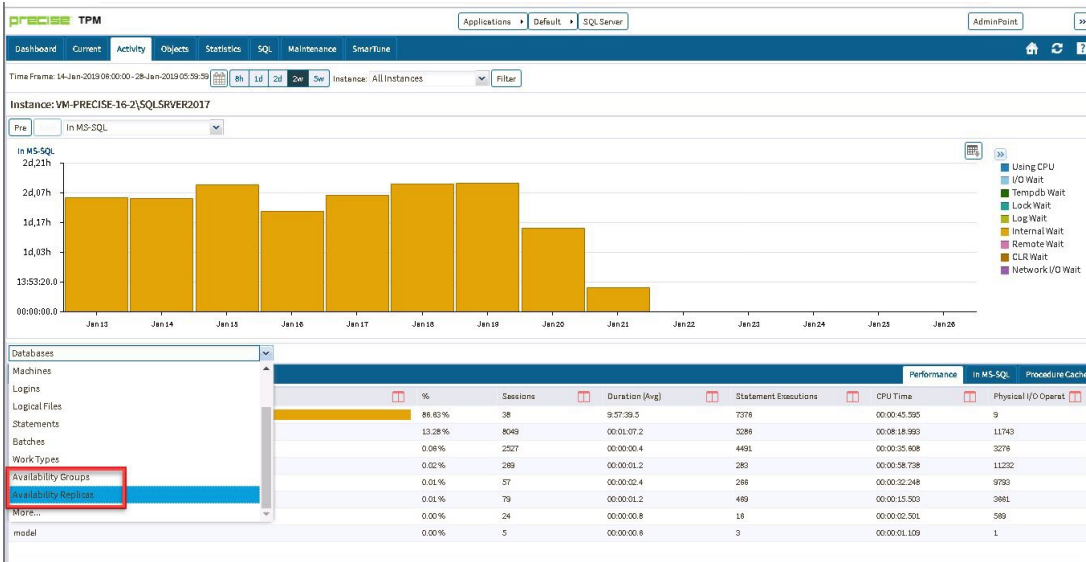 precise TPM
Applications Default SQL Server
AdminPoint
Dashboard Current Activity Objects Statistics SQL Maintenance SmarTune
Time Frame: 14-Jan-2019 06:00:00 - 28-Jan-2019 05:59:59 8h 1d 2d 2w 5w Instance: All Instances Filter
Instance: VM-PRECISE-16-2\SQLSRVER2017
Pre In MS-SQL
In MS-SQL
2d,21h
2d,07h
1d,17h
1d,03h
13:53:20.0
00:00:00.0
Jan 13 Jan 14 Jan 15 Jan 16 Jan 17 Jan 18 Jan 19 Jan 20 Jan 21 Jan 22 Jan 23 Jan 24 Jan 25 Jan 26
Using CPU
I/O Wait
Tempdb Wait
Lock Wait
Log Wait
Internal Wait
Remote Wait
CLR Wait
Network I/O Wait
Databases
Machines
Logins
Logical Files
Statements
Batches
Work Types
Availability Groups
Availability Replicas
More...
Performance In MS-SQL Procedure Cache
% Sessions Duration (Avg) Statement Executions CPU Time Physical I/O Operat
86.63% 38 9:57:39.5 7376 00:00:45.595 9
13.28% 8049 00:01:07.2 5286 00:08:18.993 11743
0.06% 2527 00:00:00.4 4491 00:00:35.608 3276
0.02% 269 00:00:01.2 283 00:00:58.738 11232
0.01% 57 00:00:02.4 266 00:00:32.248 9793
0.01% 79 00:00:01.2 469 00:00:15.503 3661
0.00% 24 00:00:00.8 16 00:00:02.501 569
model 0.00% 5 00:00:00.6 3 00:00:01.109 1